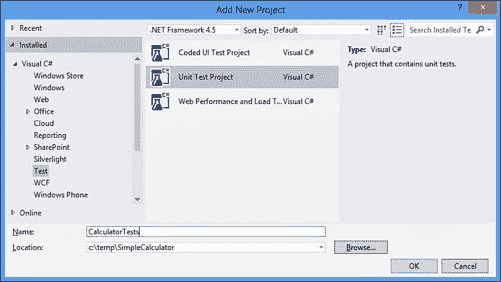 Add New Project
Recent
.NET Framework 4.5
Sort by: Default
Search Installed Te
Installed
Visual C#
Windows Store
Windows
Web
Office
Cloud
Reporting
SharePoint
Silverlight
Test
WCF
Windows Phone
Online
C#
Coded UI Test Project Visual C#
C#
Unit Test Project Visual C#
C#
Web Performance and Load T... Visual C#
Type: Visual C#
A project that contains unit tests.
Name: CalculatorTests
Location: c:\temp\SimpleCalculator
Browse...
OK Cancel